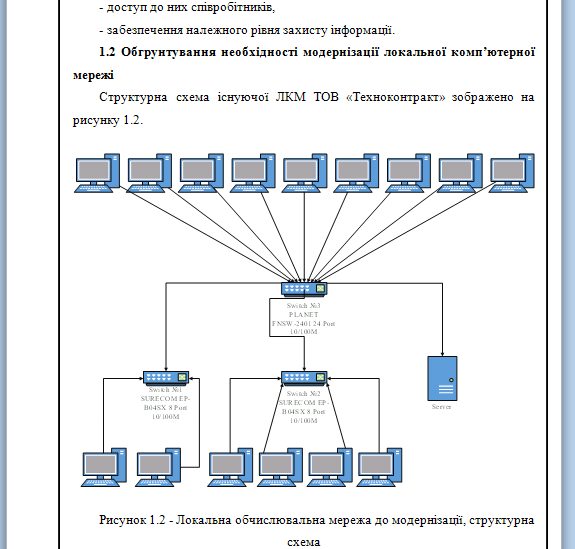 - доступ до них співробітників,
- забезпечення належного рівня захисту інформації.
1.2 Обгрунтування необхідності модернізації локальної комп’ютерної
мережі
Структурна схема існуючої ЛКМ ТОВ «Техноконтракт» зображено на
рисунку 1.2.
Switch №3
PLANET
FNSW-2401 24 Port
10/100M
Switch №1
SURECOM EP-
B04SX 8 Port
10/100M
Switch №2
SURECOM EP-
B04SX 8 Port
10/100M
Server
Рисунок 1.2 - Локальна обчислювальна мережа до модернізації, структурна
схема